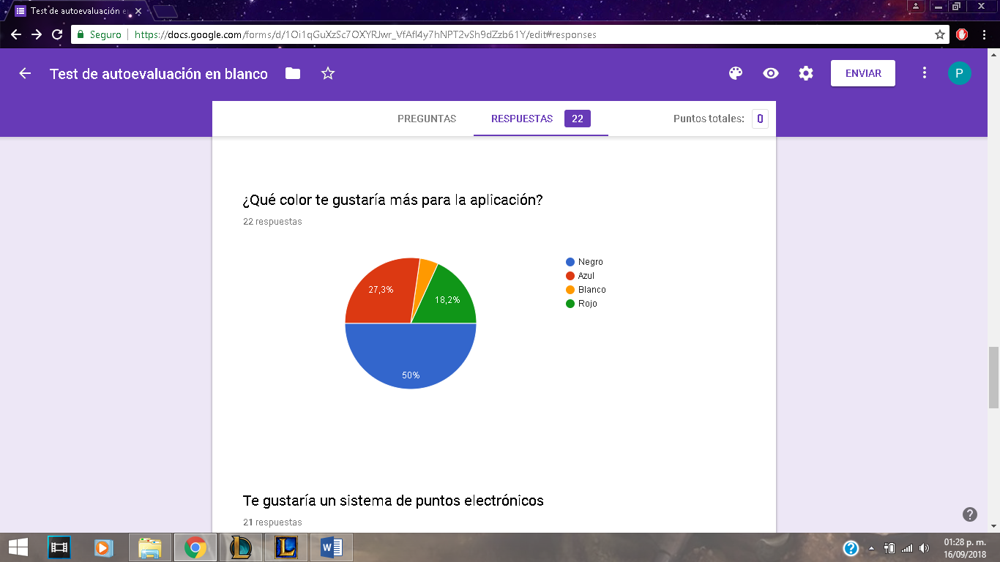 Test de autoevaluación e
Seguro
https://docs.google.com/forms/d/1Oi1qGuXzSc7OXYRJwr_VfAfl4y7hNPT2vSh9dZzb61Y/edit#responses
Test de autoevaluación en blanco
ENVIAR
P
PREGUNTAS
RESPUESTAS 22
Puntos totales: 0
¿Qué color te gustaría más para la aplicación?
22 respuestas
27,3%
18,2%
50%
Negro
Azul
Blanco
Rojo
Te gustaría un sistema de puntos electrónicos
21 respuestas
01:28 p. m.
16/09/2018